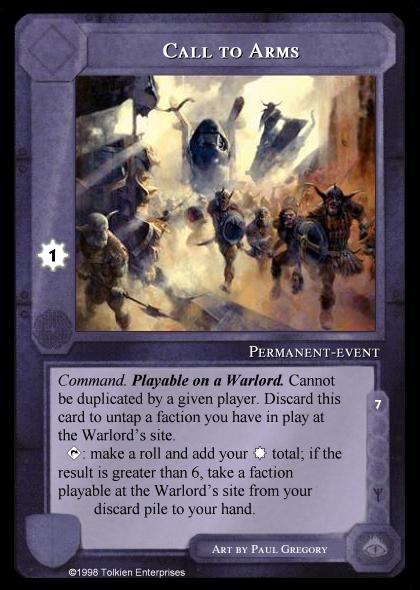 CALL TO ARMS
1
PERMANENT-EVENT
Command. Playable on a Warlord. Cannot
be duplicated by a given player. Discard this
card to untap a faction you have in play at
the Warlord's site.
: make a roll and add your total; if the
result is greater than 6, take a faction
playable at the Warlord's site from your
discard pile to your hand.
7
ART BY PAUL GREGORY
©1998 Tolkien Enterprises